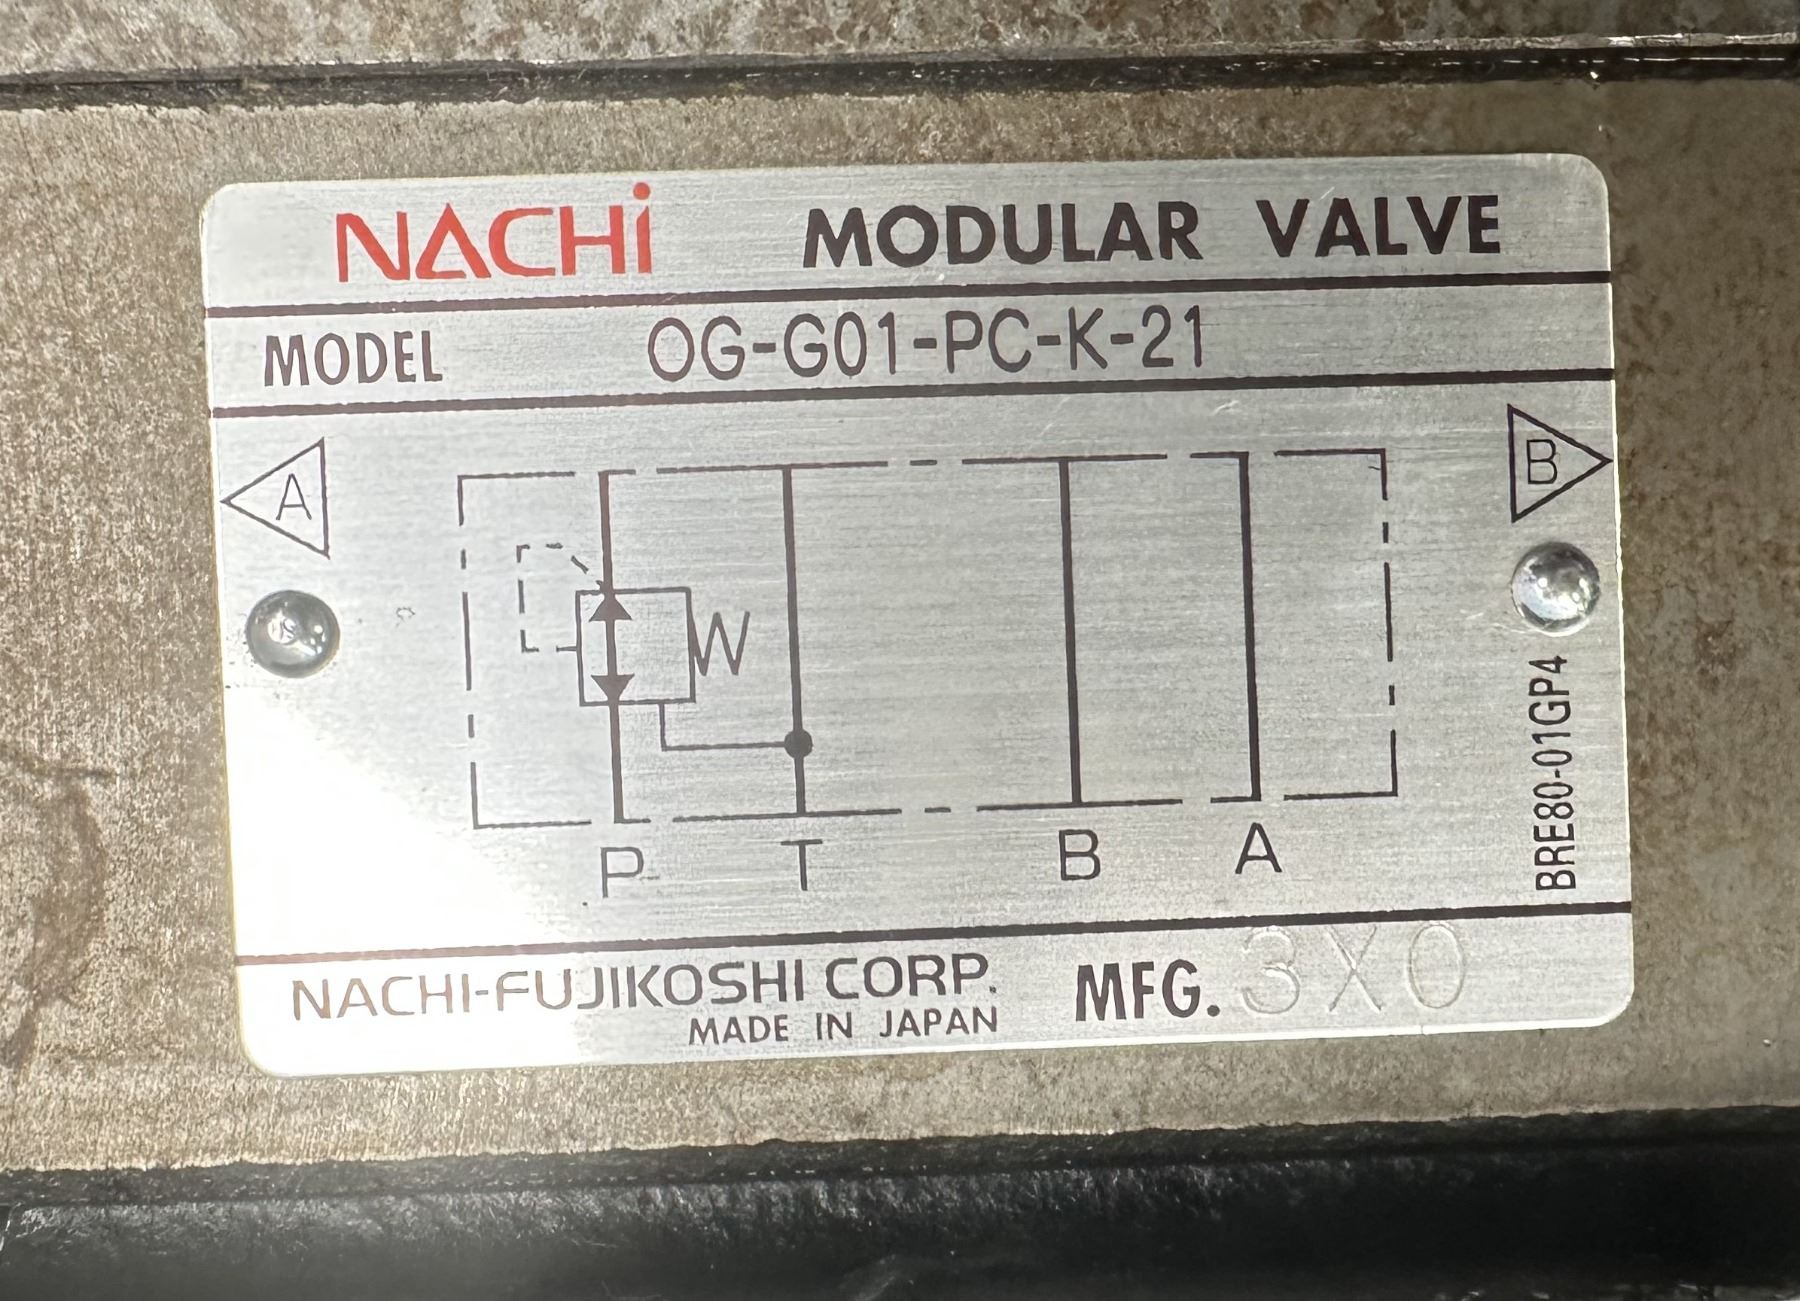 NACHi MODULAR VALVE
MODEL OG-G01-PC-K-21
A B
W
P T B A
BRE80-01GP4
NACHI-FUJIKOSHI CORP. MFG. 3X0
MADE IN JAPAN